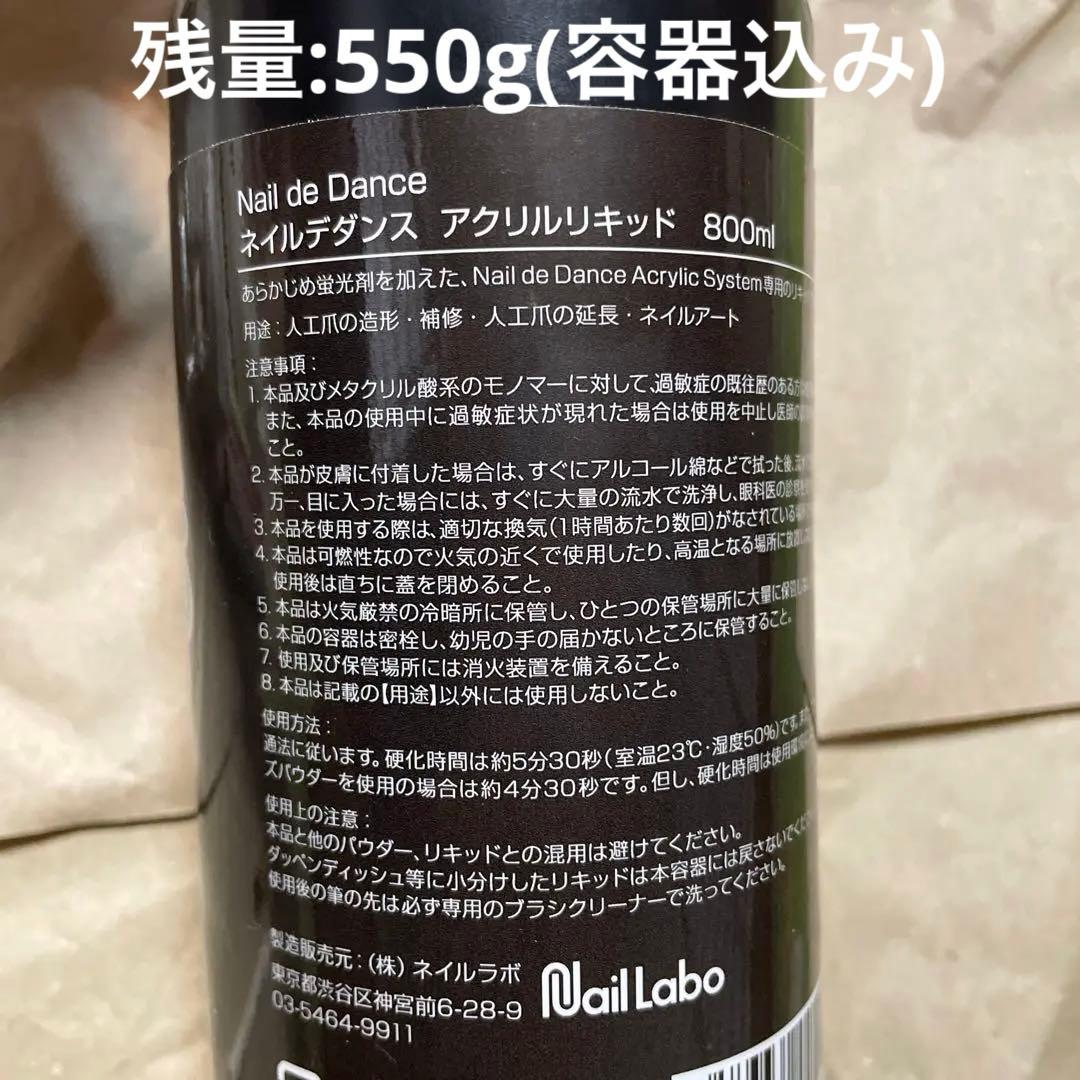 残量:550g(容器込み)
Nail de Dance
ネイルデダンス アクリルリキッド 800ml
あらかじめ蛍光剤を加えた、Nail de Dance Acrylic System専用のリキ
用途：人工爪の造形・補修・人工爪の延長・ネイルアート
注意事項：
1. 本品及びメタクリル酸系のモノマーに対して、過敏症の既往歴のある方
また、本品の使用中に過敏症状が現れた場合は使用を中止し医師の
こと。
2. 本品が皮膚に付着した場合は、すぐにアルコール綿などで拭った後、
万一、目に入った場合には、すぐに大量の流水で洗浄し、眼科医の診察を
3. 本品を使用する際は、適切な換気（1時間あたり数回）がなされている
4. 本品は可燃性なので火気の近くで使用したり、高温となる場所に放置
使用後は直ちに蓋を閉めること。
5. 本品は火気厳禁の冷暗所に保管し、ひとつの保管場所に大量に保管しな
6. 本品の容器は密栓し、幼児の手の届かないところに保管すること。
7. 使用及び保管場所には消火装置を備えること。
8. 本品は記載の【用途】以外には使用しないこと。
使用方法：
通法に従います。硬化時間は約5分30秒（室温23℃・湿度50%）です。また
ズパウダーを使用の場合は約4分30秒です。但し、硬化時間は使用環境
使用上の注意：
本品と他のパウダー、リキッドとの混用は避けてください。
ダッペンディッシュ等に小分けしたリキッドは本容器には戻さないでくださ
使用後の筆の先は必ず専用のブラシクリーナーで洗ってください。
製造販売元：（株）ネイルラボ
東京都渋谷区神宮前6-28-9
03-5464-9911
Nail Labo